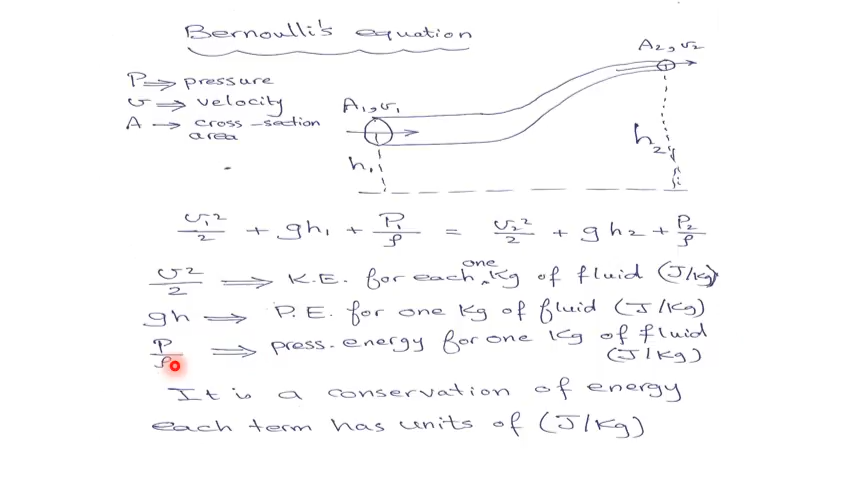 Bernoulli's equation
P ⇒ pressure
v ⇒ velocity
A → cross-section
area
A₁, v₁
h₁
A₂, v₂
h₂
v₁²/2 + gh₁ + P₁/ρ = v₂²/2 + gh₂ + P₂/ρ
v²/2 ⇒ K.E. for each one Kg of fluid (J/Kg)
gh ⇒ P.E. for one Kg of fluid (J/Kg)
P/ρ ⇒ press. energy for one Kg of fluid
(J/Kg)
It is a conservation of energy
each term has units of (J/Kg)